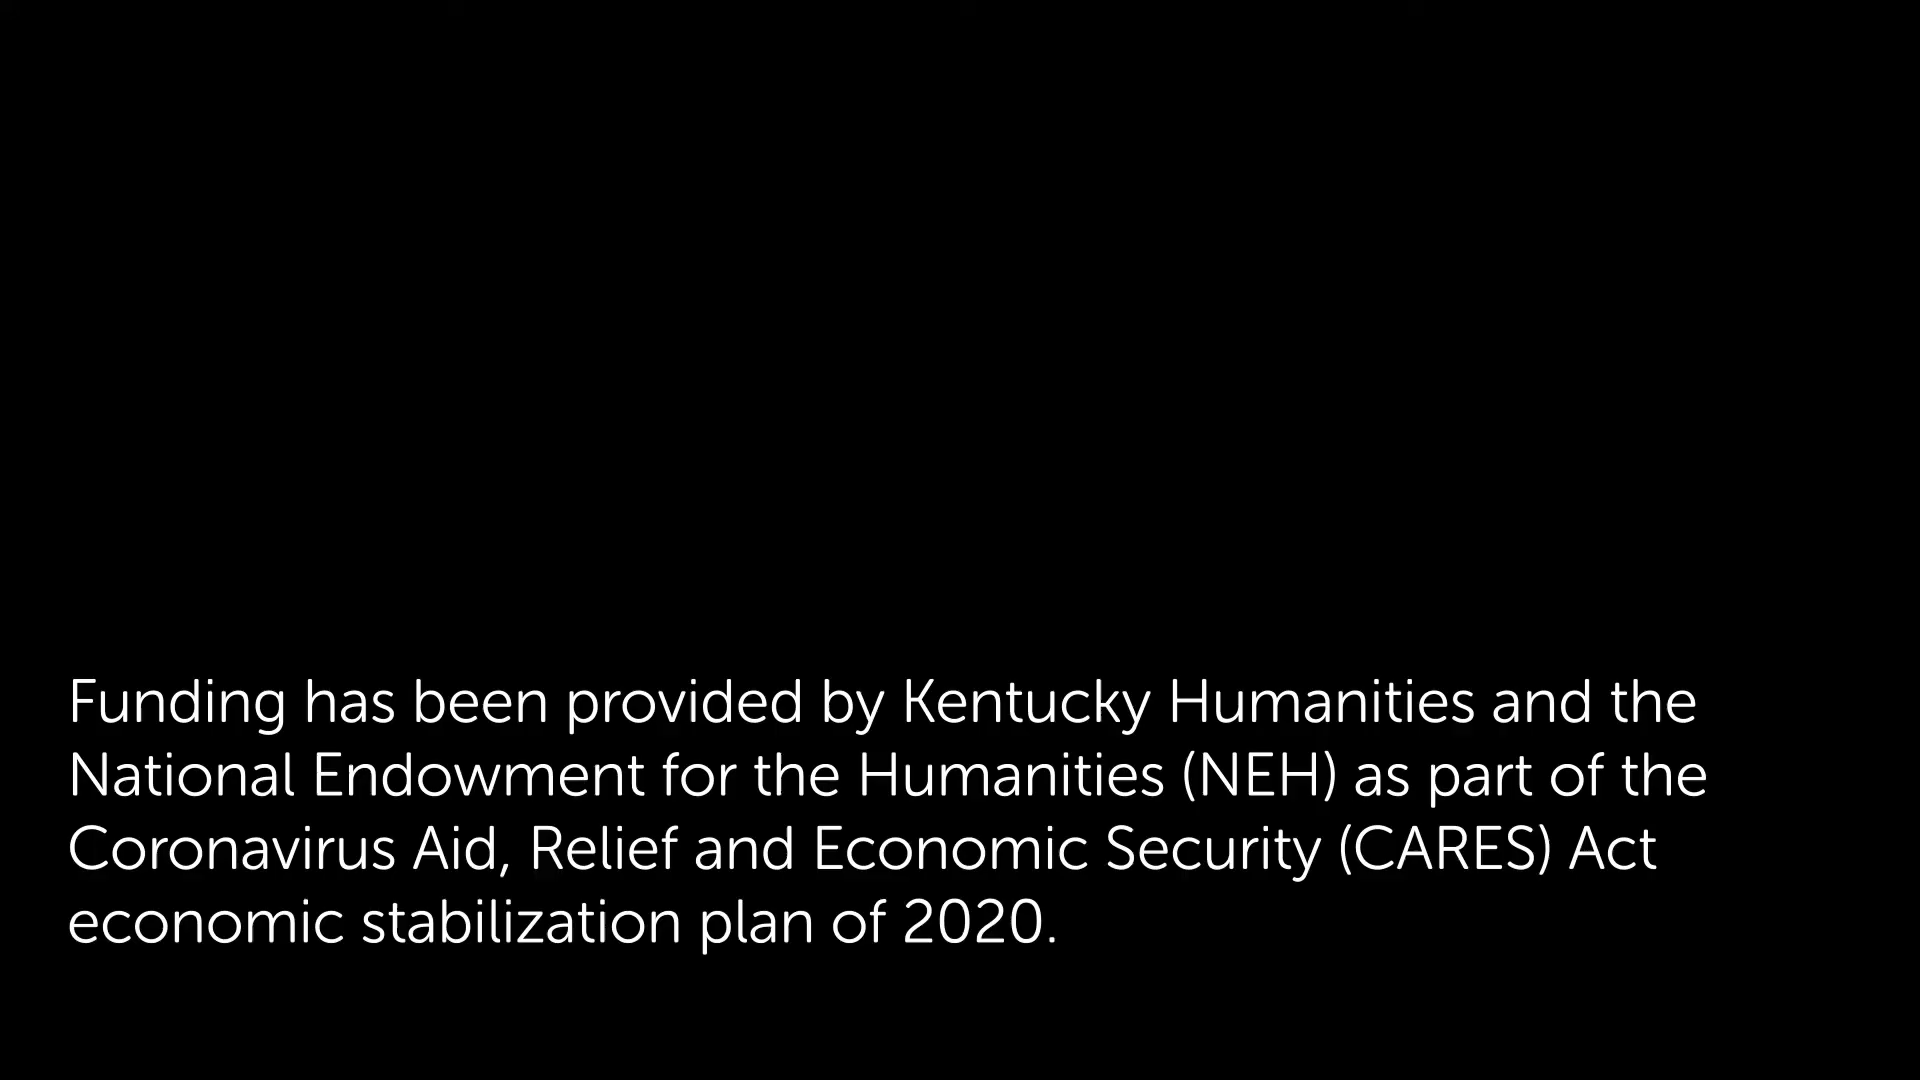 Funding has been provided by Kentucky Humanities and the
National Endowment for the Humanities (NEH) as part of the
Coronavirus Aid, Relief and Economic Security (CARES) Act
economic stabilization plan of 2020.